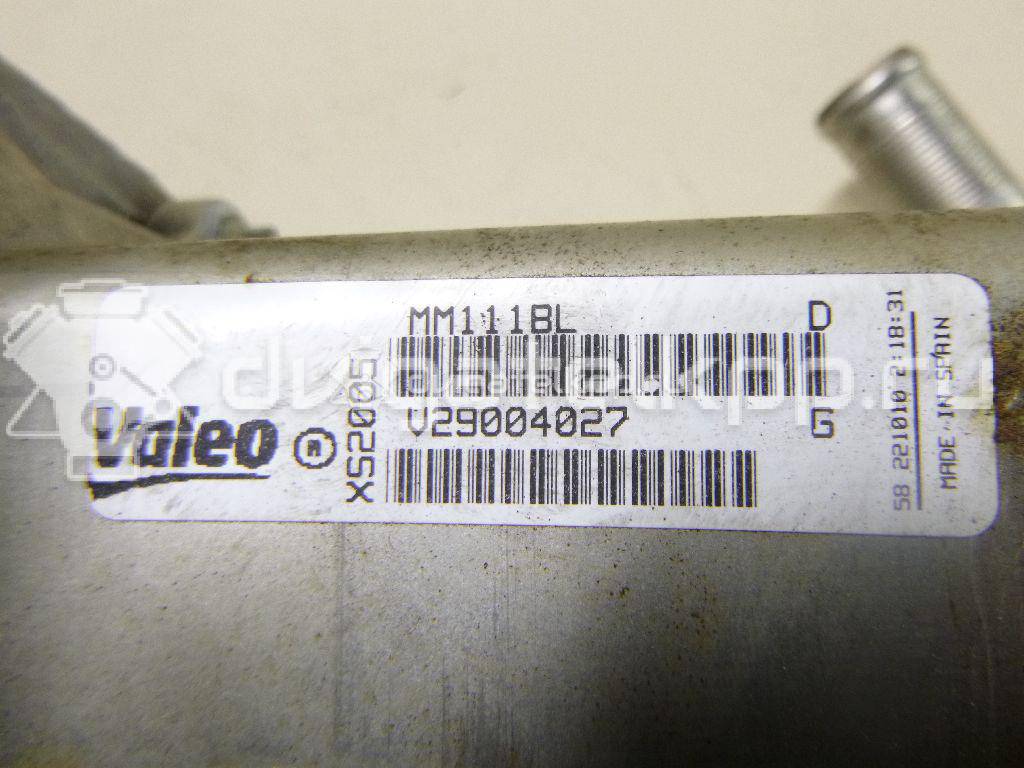 MM111BL D
V29004027 G
Valeo
R
XS2005
58 221010 2:18:31
MADE IN SPAIN